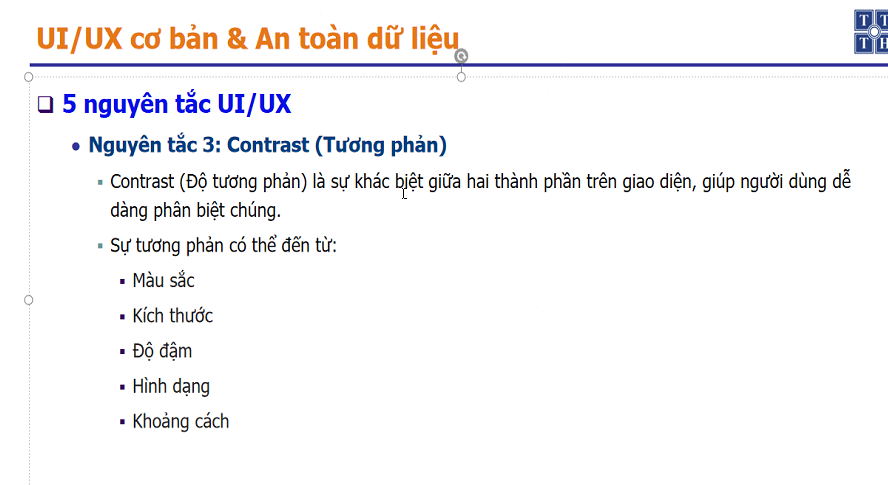 UI/UX cơ bản & An toàn dữ liệu
T T
T H
5 nguyên tắc UI/UX
Nguyên tắc 3: Contrast (Tương phản)
Contrast (Độ tương phản) là sự khác biệt giữa hai thành phần trên giao diện, giúp người dùng dễ
dàng phân biệt chúng.
Sự tương phản có thể đến từ:
Màu sắc
Kích thước
Độ đậm
Hình dạng
Khoảng cách